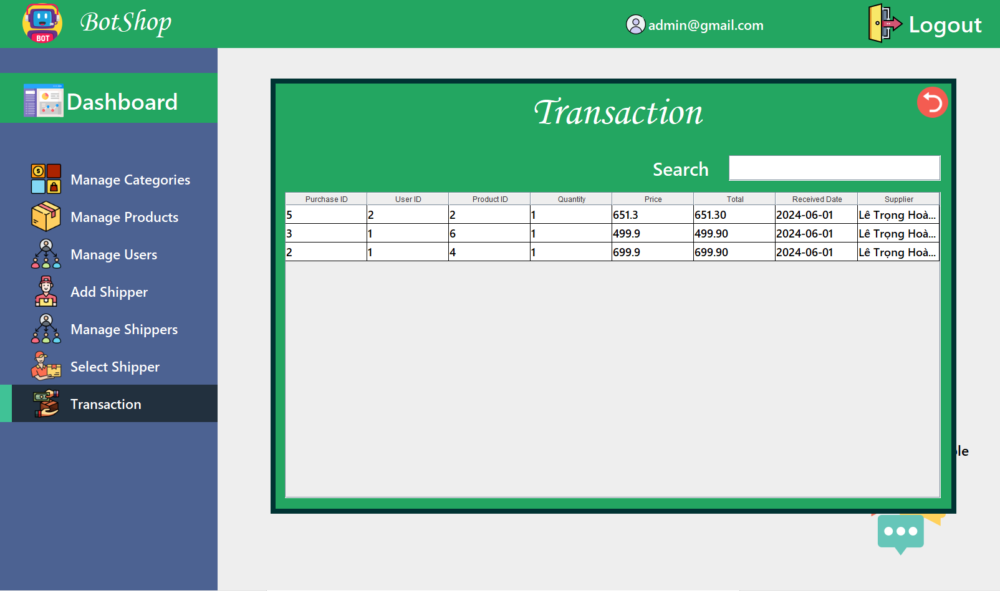 BOT
BotShop
admin@gmail.com
Logout
Dashboard
Manage Categories
Manage Products
Manage Users
Add Shipper
Manage Shippers
Select Shipper
Transaction
Transaction
Search
Purchase ID User ID Product ID Quantity Price Total Received Date Supplier
5 2 2 1 651.3 651.30 2024-06-01 Lê Trọng Hoà...
3 1 6 1 499.9 499.90 2024-06-01 Lê Trọng Hoà...
2 1 4 1 699.9 699.90 2024-06-01 Lê Trọng Hoà...